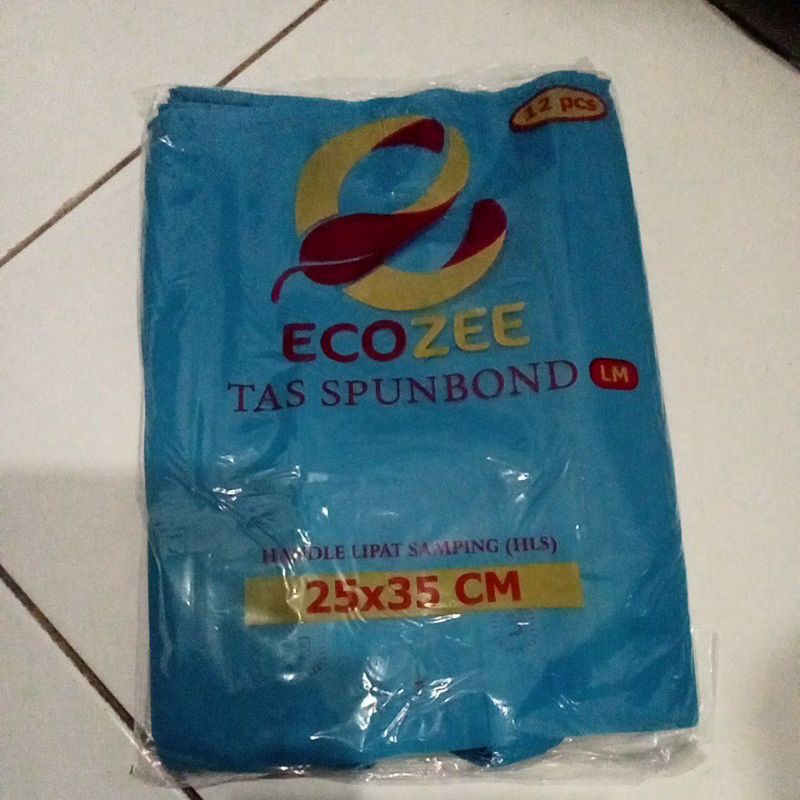 12 pcs
ECOZEE
TAS SPUNBOND LM
HANDLE LIPAT SAMPING (HLS)
25x35 CM